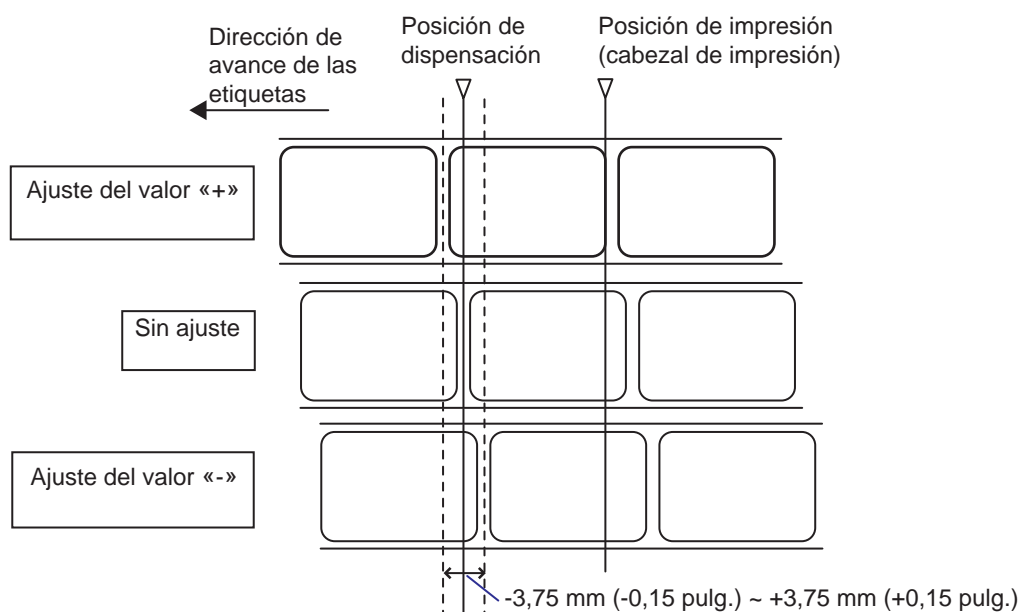 Dirección de
avance de las
etiquetas
Posición de
dispensación
Posición de impresión
(cabezal de impresión)
Ajuste del valor «+»
Sin ajuste
Ajuste del valor «-»
-3,75 mm (-0,15 pulg.) ~ +3,75 mm (+0,15 pulg.)